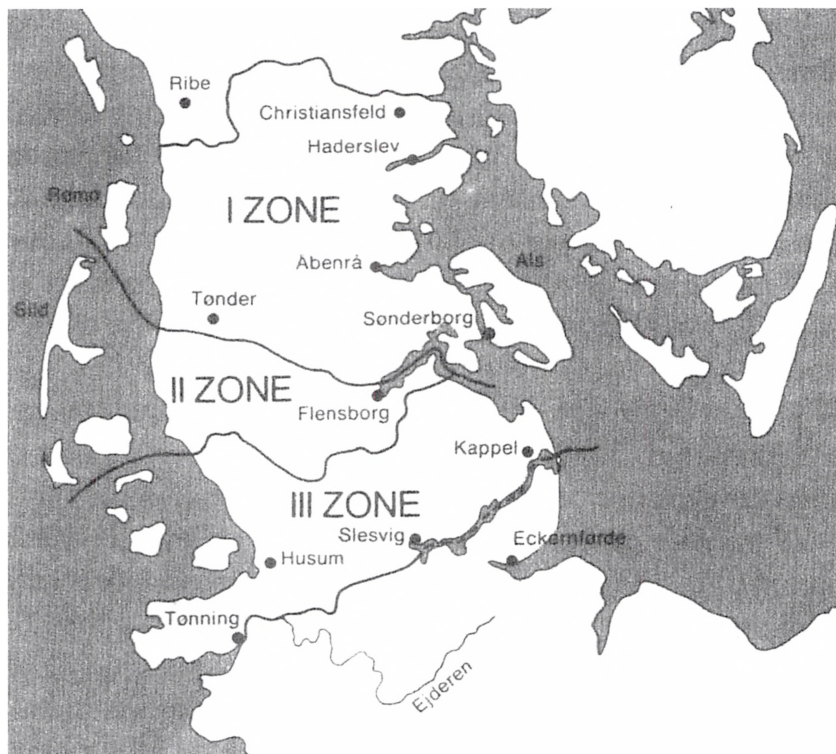 Ribe
Christiansfeld
Haderslev
Rømø
I ZONE
Åbenrå
Als
Sild
Tønder
Sønderborg
II ZONE
Flensborg
Kappel
III ZONE
Slesvig
Eckernførde
Husum
Tønning
Ejderen